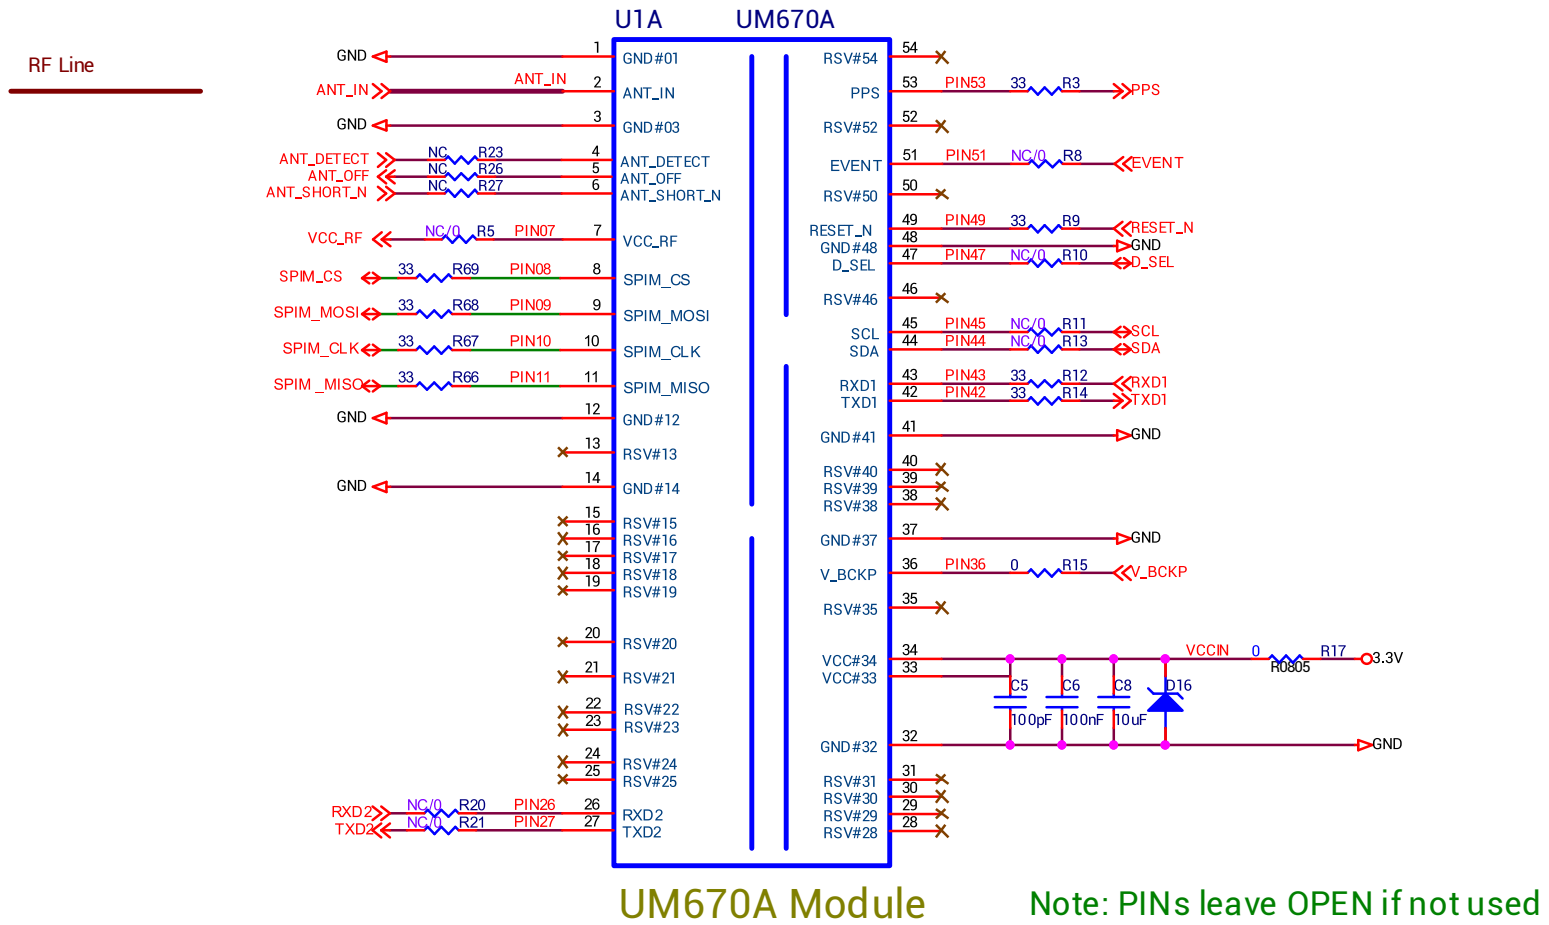 U1A UM670A
RF Line
GND 1 GND#01
ANT_IN ANT_IN 2 ANT_IN
GND 3 GND#03
ANT_DETECT NC R23 4 ANT_DETECT
ANT_OFF NC R26 5 ANT_OFF
ANT_SHORT_N NC R27 6 ANT_SHORT_N
VCC_RF NC/0 R5 PIN07 7 VCC_RF
SPIM_CS 33 R69 PIN08 8 SPIM_CS
SPIM_MOSI 33 R68 PIN09 9 SPIM_MOSI
SPIM_CLK 33 R67 PIN10 10 SPIM_CLK
SPIM_MISO 33 R66 PIN11 11 SPIM_MISO
GND 12 GND#12
13 RSV#13
GND 14 GND#14
15 RSV#15
16 RSV#16
17 RSV#17
18 RSV#18
19 RSV#19
20 RSV#20
21 RSV#21
22 RSV#22
23 RSV#23
24 RSV#24
25 RSV#25
RXD2 NC/0 R20 PIN26 26 RXD2
TXD2 NC/0 R21 PIN27 27 TXD2
RSV#54 54
PPS 53 PIN53 33 R3 PPS
RSV#52 52
EVENT 51 PIN51 NC/0 R8 EVENT
RSV#50 50
RESET_N 49 PIN49 33 R9 RESET_N
GND#48 48 GND
D_SEL 47 PIN47 NC/0 R10 D_SEL
RSV#46 46
SCL 45 PIN45 NC/0 R11 SCL
SDA 44 PIN44 NC/0 R13 SDA
RXD1 43 PIN43 33 R12 RXD1
TXD1 42 PIN42 33 R14 TXD1
GND#41 41 GND
RSV#40 40
RSV#39 39
RSV#38 38
GND#37 37 GND
V_BCKP 36 PIN36 0 R15 V_BCKP
RSV#35 35
VCC#34 34 VCCIN 0 R17 3.3V
R0805
VCC#33 33
C5 C6 C8 D16
100pF 100nF 10uF
GND#32 32 GND
RSV#31 31
RSV#30 30
RSV#29 29
RSV#28 28
UM670A Module
Note: PINs leave OPEN if not used